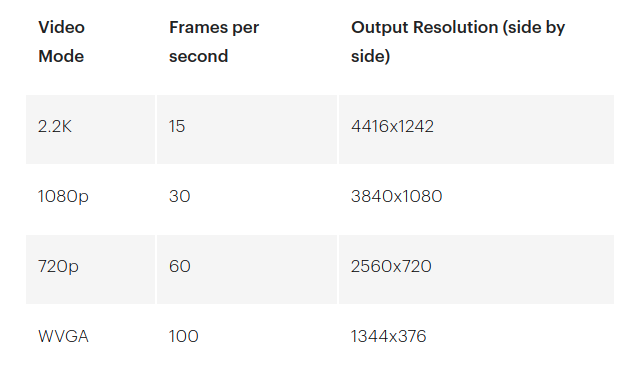 Video Mode | Frames per second | Output Resolution (side by side)
2.2K | 15 | 4416x1242
1080p | 30 | 3840x1080
720p | 60 | 2560x720
WVGA | 100 | 1344x376